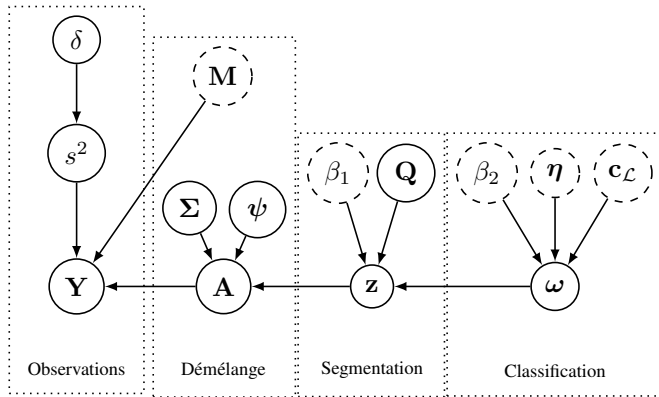 δ
M
s²
β₁
Q
β₂
η
c_ℒ
Σ
ψ
Y
A
z
ω
Observations
Démélange
Segmentation
Classification